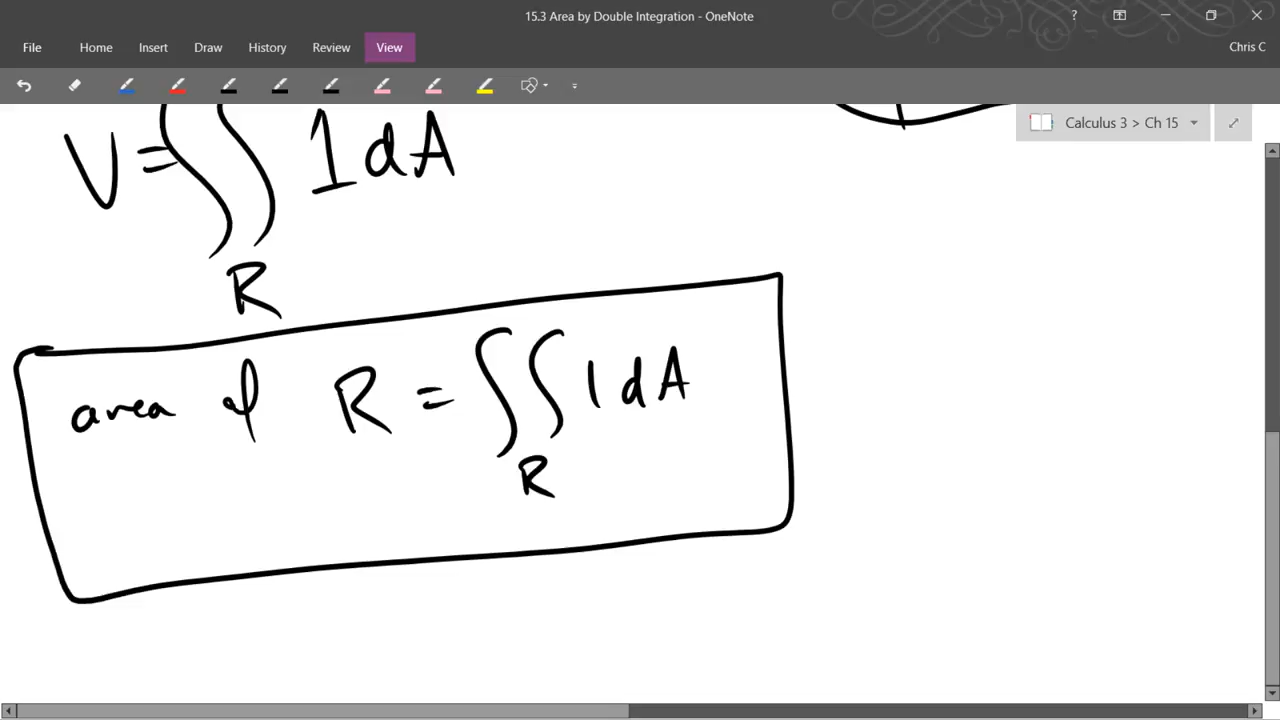 15.3 Area by Double Integration - OneNote
?
File Home Insert Draw History Review View
Chris C
Calculus 3 > Ch 15
V = ∬ 1 dA
R
area of R = ∬ 1 dA
R